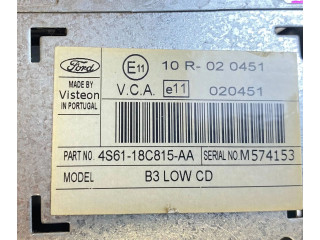 Ford
E11 10 R- 02 0451
MADE BY
Visteon
IN PORTUGAL
V.C.A. e11 020451
PART NO. 4S61-18C815-AA SERIAL NO. M574153
MODEL B3 LOW CD